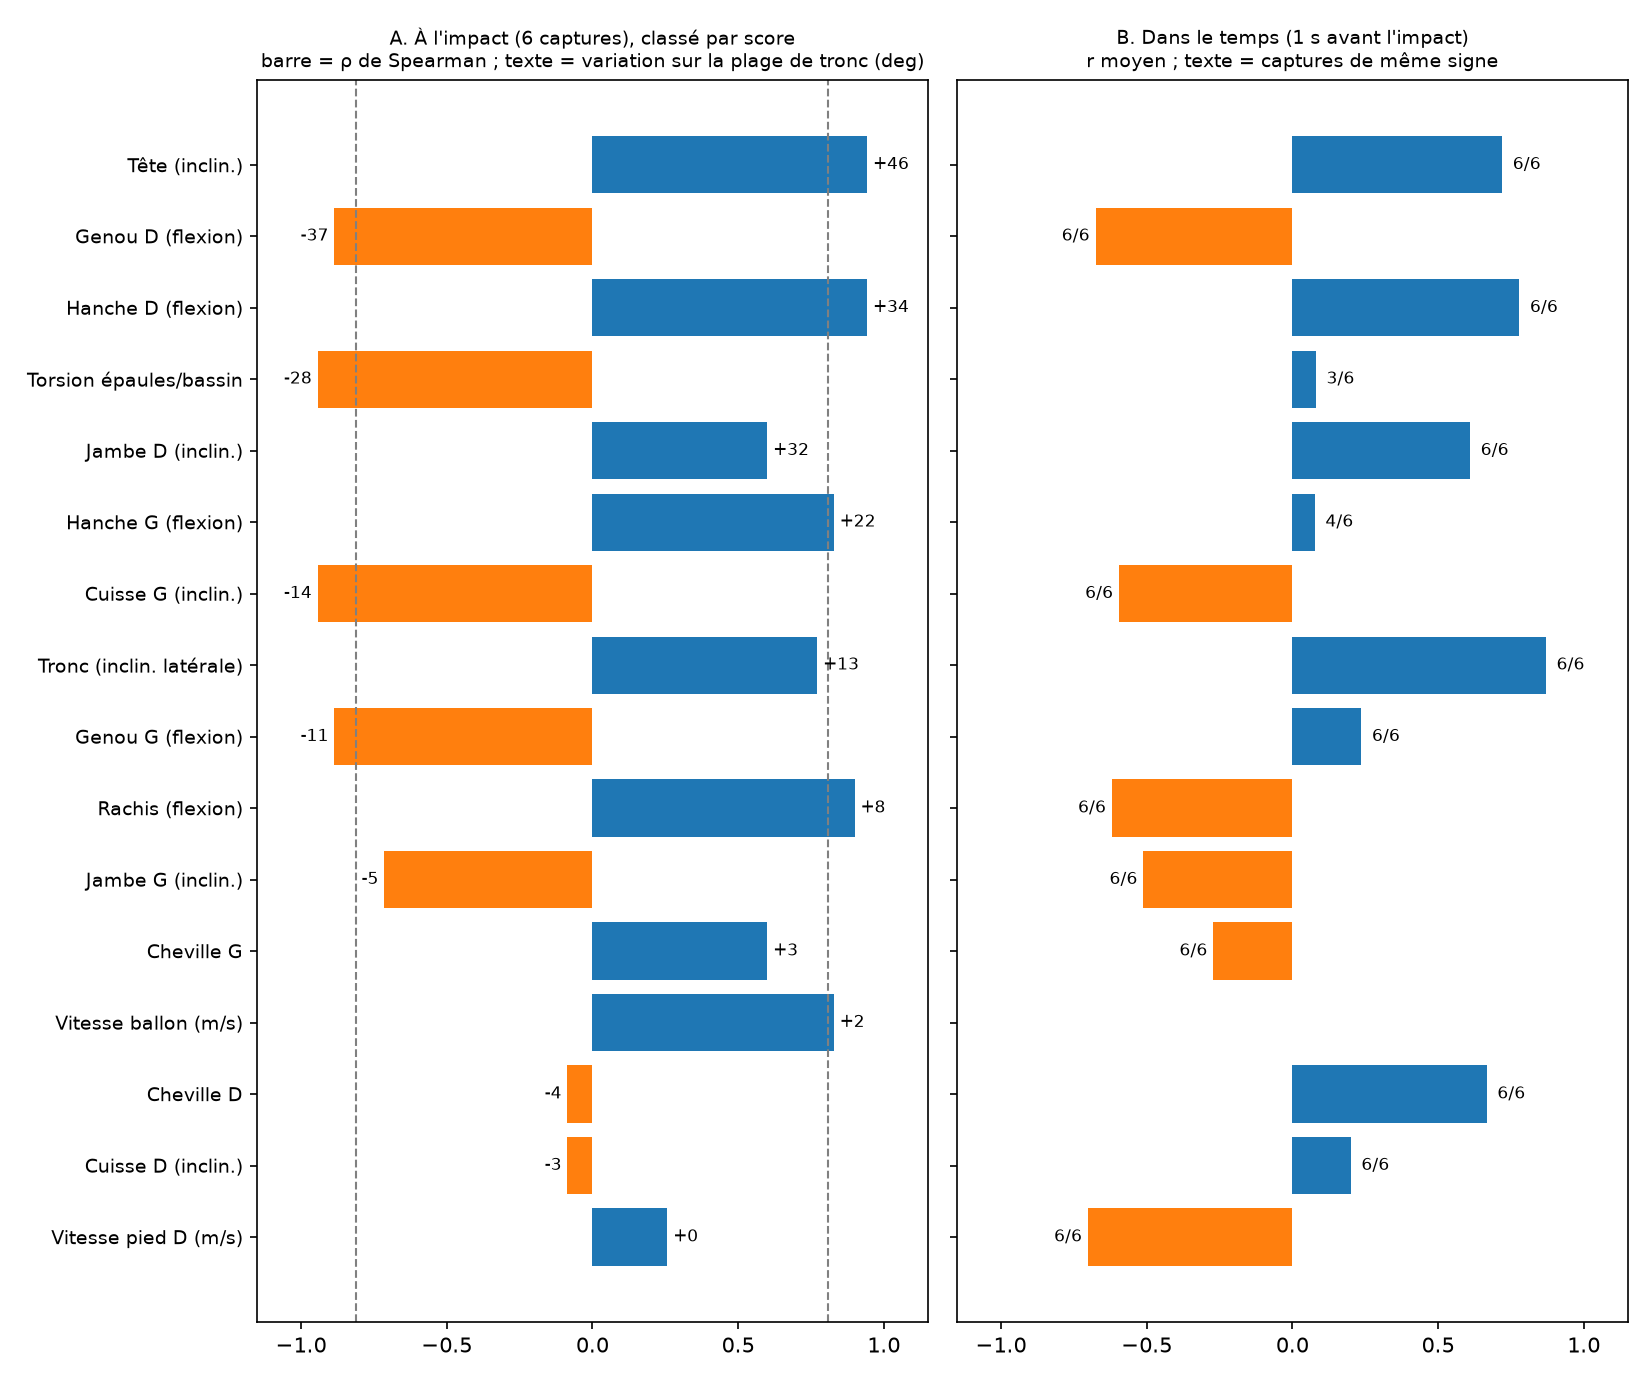 A. À l'impact (6 captures), classé par score
barre = ρ de Spearman ; texte = variation sur la plage de tronc (deg)
B. Dans le temps (1 s avant l'impact)
r moyen ; texte = captures de même signe
Tête (inclin.) +46 6/6
Genou D (flexion) -37 6/6
Hanche D (flexion) +34 6/6
Torsion épaules/bassin -28 3/6
Jambe D (inclin.) +32 6/6
Hanche G (flexion) +22 4/6
Cuisse G (inclin.) -14 6/6
Tronc (inclin. latérale) +13 6/6
Genou G (flexion) -11 6/6
Rachis (flexion) +8 6/6
Jambe G (inclin.) -5 6/6
Cheville G +3 6/6
Vitesse ballon (m/s) +2
Cheville D -4 6/6
Cuisse D (inclin.) -3 6/6
Vitesse pied D (m/s) +0 6/6
−1.0 −0.5 0.0 0.5 1.0 −1.0 −0.5 0.0 0.5 1.0